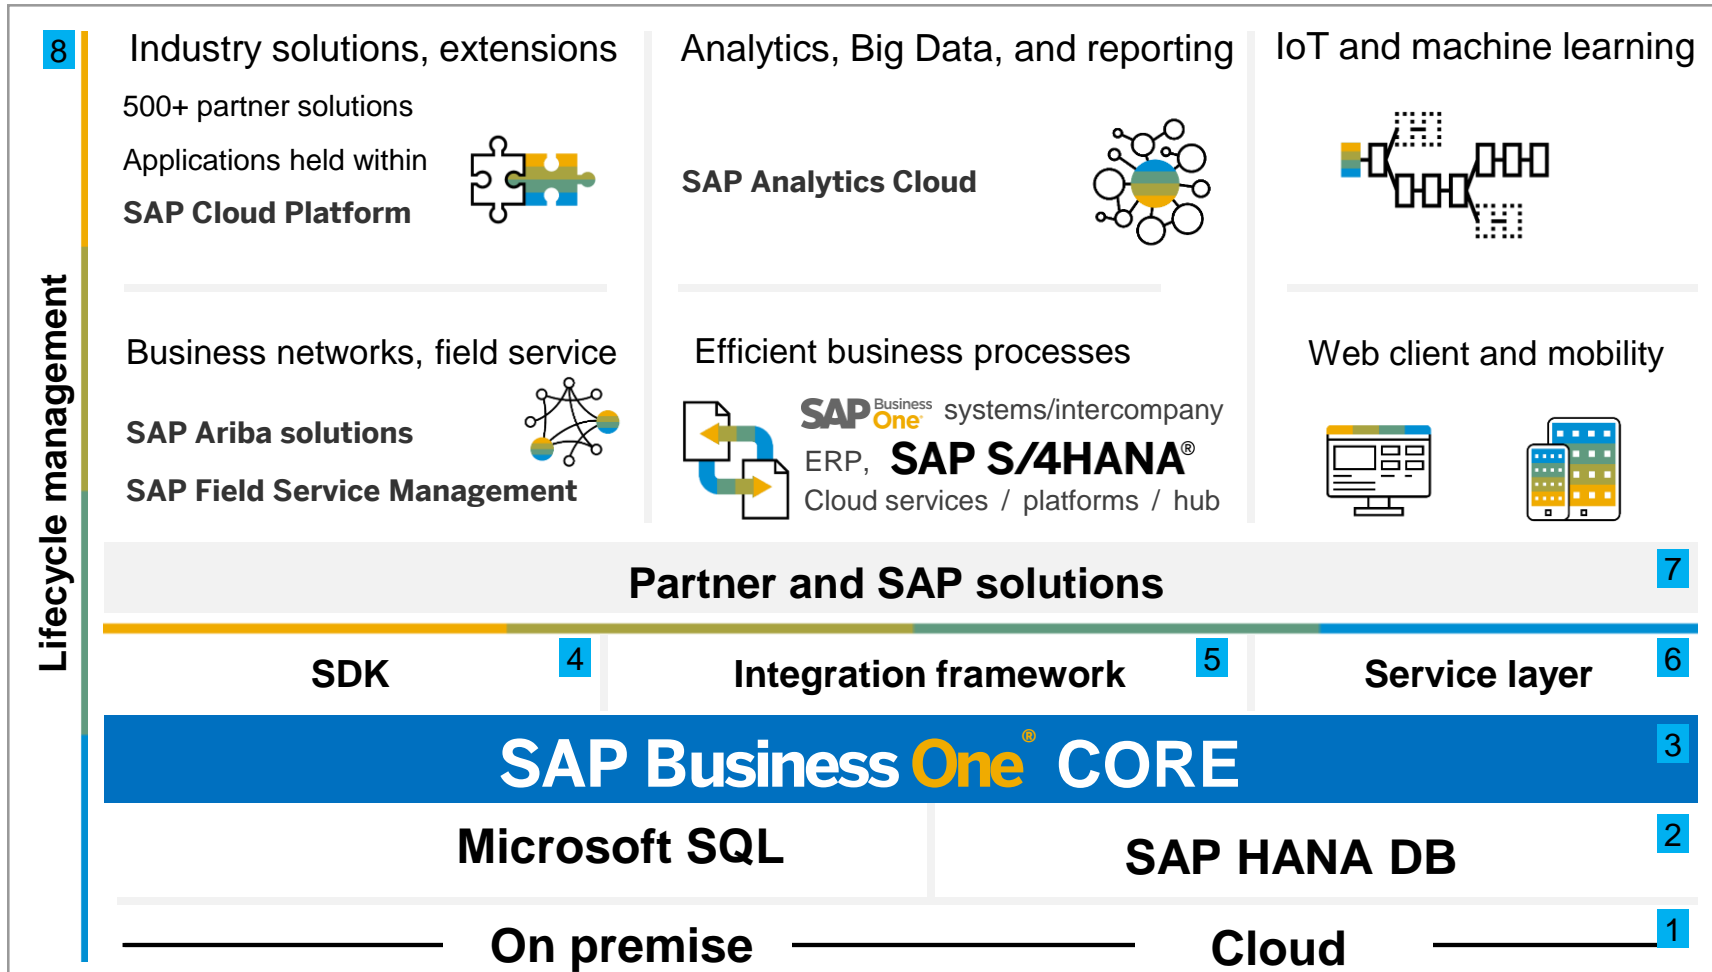 8
Lifecycle management
Industry solutions, extensions
500+ partner solutions
Applications held within
SAP Cloud Platform
Analytics, Big Data, and reporting
SAP Analytics Cloud
IoT and machine learning
Business networks, field service
SAP Ariba solutions
SAP Field Service Management
Efficient business processes
SAP Business One® systems/intercompany
ERP, SAP S/4HANA®
Cloud services / platforms / hub
Web client and mobility
Partner and SAP solutions 7
SDK 4
Integration framework 5
Service layer 6
SAP Business One® CORE 3
Microsoft SQL
SAP HANA DB 2
On premise
Cloud 1